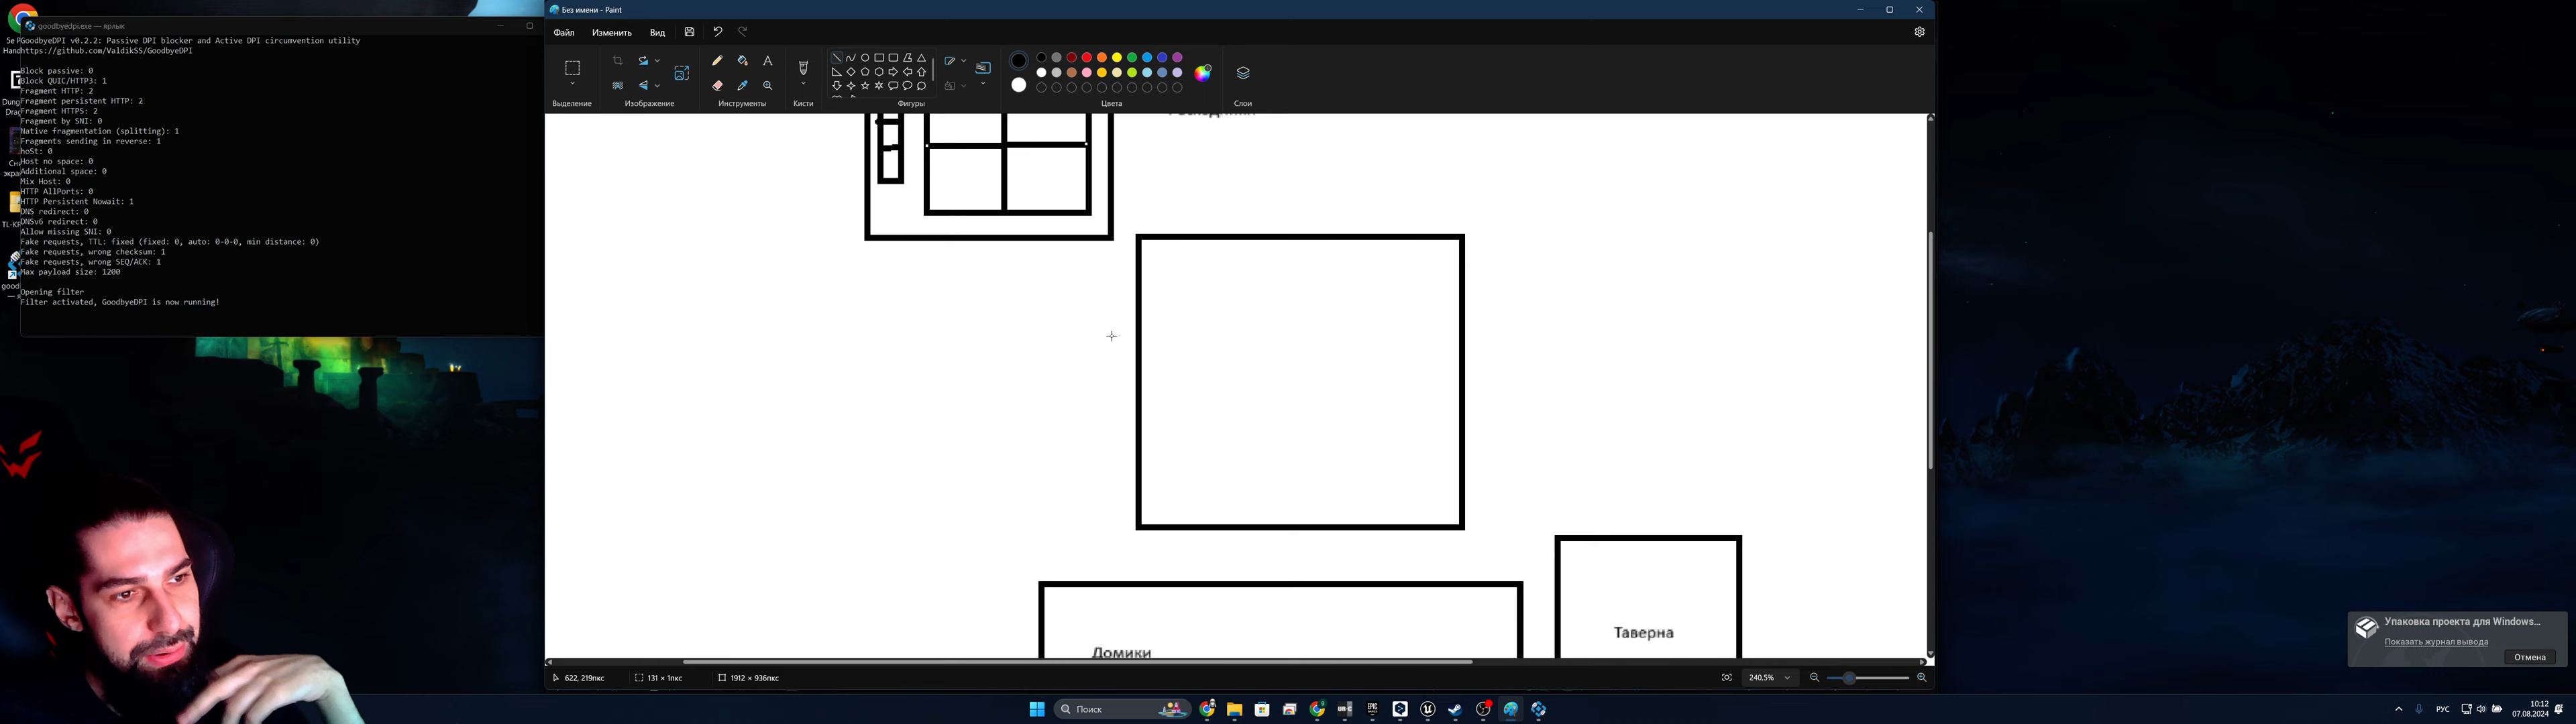 goodbyedpi.exe — ярлык
GoodbyeDPI v0.2.2: Passive DPI blocker and Active DPI circumvention utility
https://github.com/ValdikSS/GoodbyeDPI
Block passive: 0
Block QUIC/HTTP3: 1
Fragment HTTP: 2
Fragment persistent HTTP: 2
Fragment HTTPS: 2
Fragment by SNI: 0
Native fragmentation (splitting): 1
Fragments sending in reverse: 1
hoSt: 0
Host no space: 0
Additional space: 0
Mix Host: 0
HTTP AllPorts: 0
HTTP Persistent Nowait: 1
DNS redirect: 0
DNSv6 redirect: 0
Allow missing SNI: 0
Fake requests, TTL: fixed (fixed: 0, auto: 0-0-0, min distance: 0)
Fake requests, wrong checksum: 1
Fake requests, wrong SEQ/ACK: 1
Max payload size: 1200
Opening filter
Filter activated, GoodbyeDPI is now running!
Без имени - Paint
Файл Изменить Вид
Выделение Изображение Инструменты Кисти Фигуры Цвета Слои
Таверна
Домики
622, 219пкс 131 × 1пкс 1912 × 936пкс 240,5%
Упаковка проекта для Windows...
Показать журнал вывода
Отмена
Поиск
РУС
10:12
07.08.2024